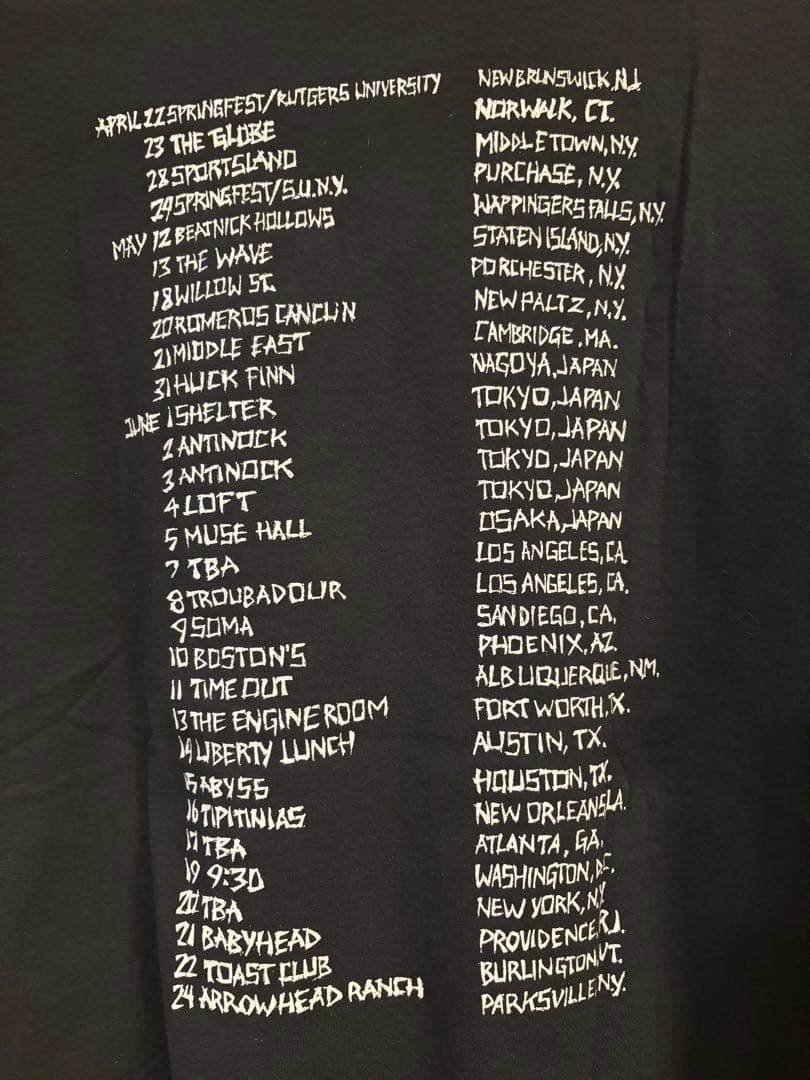 APRIL 22 SPRINGFEST/RUTGERS UNIVERSITY NEW BRUNSWICK, NJ.
23 THE GLOBE NORWALK, CT.
28 SPORTSLAND MIDDLETOWN, N.Y.
29 SPRINGFEST/S.U.N.Y. PURCHASE, N.Y.
MAY 12 BEATNICK HOLLOWS WAPPINGERS FALLS, N.Y.
13 THE WAVE STATEN ISLAND, N.Y.
18 WILLOW ST. PORCHESTER, N.Y.
20 ROMEROS CANCUN NEW PALTZ, N.Y.
21 MIDDLE EAST CAMBRIDGE, MA.
31 HUCK FINN NAGOYA, JAPAN
JUNE 1 SHELTER TOKYO, JAPAN
2 ANTINOCK TOKYO, JAPAN
3 ANTINOCK TOKYO, JAPAN
4 LOFT TOKYO, JAPAN
5 MUSE HALL OSAKA, JAPAN
7 TBA LOS ANGELES, CA.
8 TROUBADOUR LOS ANGELES, CA.
9 SOMA SAN DIEGO, CA.
10 BOSTON'S PHOENIX, AZ.
11 TIME OUT ALBUQUERQUE, NM.
13 THE ENGINE ROOM FORT WORTH, TX.
14 LIBERTY LUNCH AUSTIN, TX.
15 ABYSS HOUSTON, TX.
16 TIPITINIAS NEW ORLEANS LA.
17 TBA ATLANTA, GA.
19 9:30 WASHINGTON, DC.
20 TBA NEW YORK, N.Y.
21 BABYHEAD PROVIDENCE R.I.
22 TOAST CLUB BURLINGTON, VT.
24 ARROWHEAD RANCH PARKSVILLE, N.Y.